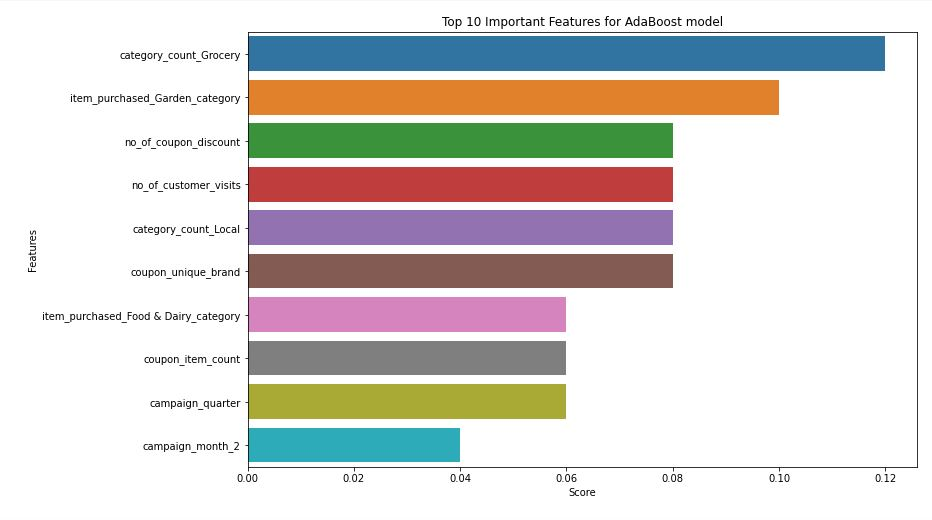 Top 10 Important Features for AdaBoost model
category_count_Grocery
item_purchased_Garden_category
no_of_coupon_discount
no_of_customer_visits
category_count_Local
coupon_unique_brand
item_purchased_Food & Dairy_category
coupon_item_count
campaign_quarter
campaign_month_2
Features
0.00 0.02 0.04 0.06 0.08 0.10 0.12
Score